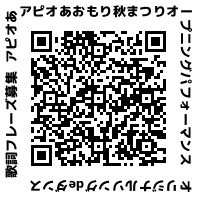 アピオあおもり秋まつりオープニングパフォーマンス
オリジナルソングdeダンス
歌詞フレーズ募集 アピオあ